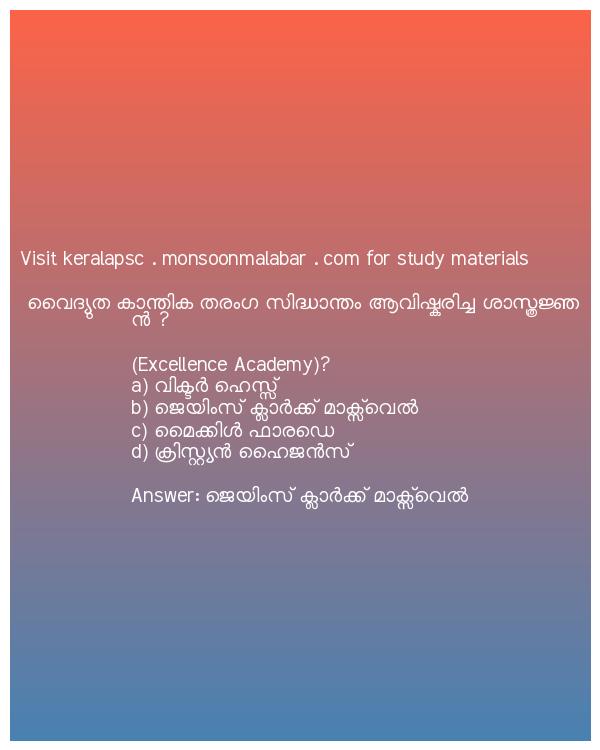 Visit keralapsc . monsoonmalabar . com for study materials
വൈദ്യുത കാന്തിക തരംഗ സിദ്ധാന്തം ആവിഷ്കരിച്ച ശാസ്ത്രജ്ഞ
ൻ ?
(Excellence Academy)?
a) വിക്ടർ ഹെസ്സ്
b) ജെയിംസ് ക്ലാർക്ക് മാക്സ്‌വെൽ
c) മൈക്കിൾ ഫാരഡെ
d) ക്രിസ്റ്റ്യൻ ഹൈജൻസ്
Answer: ജെയിംസ് ക്ലാർക്ക് മാക്സ്‌വെൽ